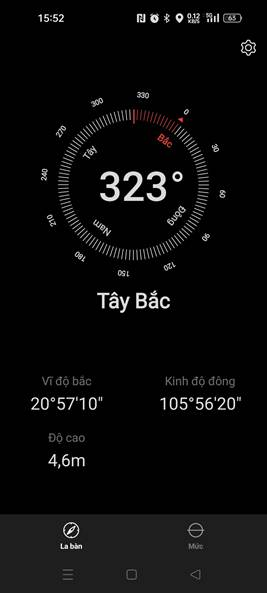 15:52
0.12 KB/S
5G
63
330
300
0
270
Tây
Bắc
30
240
323°
60
210
Nam
Đông
90
180
150
120
Tây Bắc
Vĩ độ bắc
Kinh độ đông
20°57'10"
105°56'20"
Độ cao
4,6m
La bàn
Mức